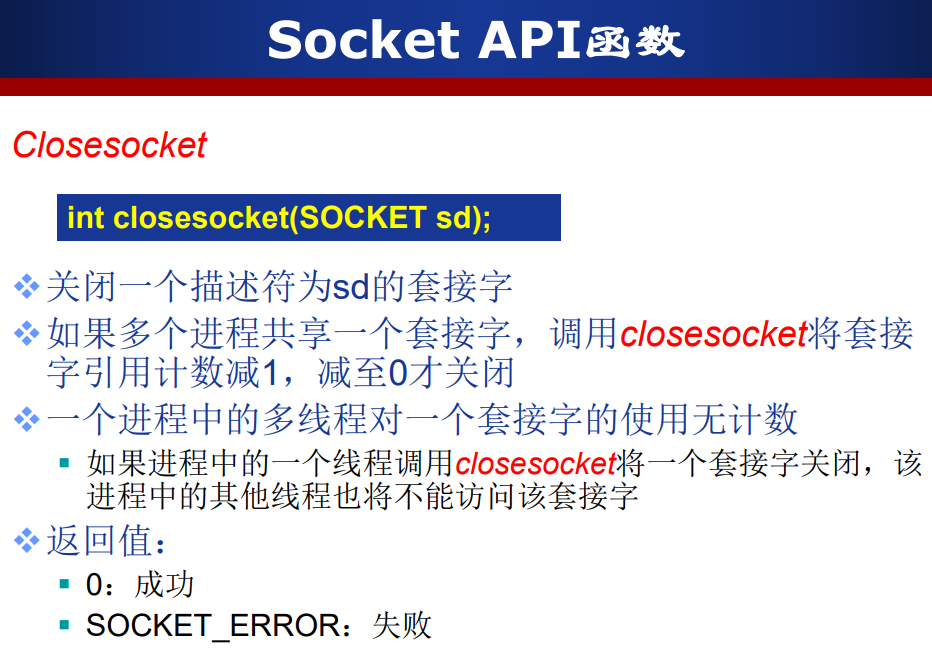 Socket API函数
Closesocket
int closesocket(SOCKET sd);
关闭一个描述符为sd的套接字
如果多个进程共享一个套接字，调用closesocket将套接
字引用计数减1，减至0才关闭
一个进程中的多线程对一个套接字的使用无计数
如果进程中的一个线程调用closesocket将一个套接字关闭，该
进程中的其他线程也将不能访问该套接字
返回值：
0：成功
SOCKET_ERROR：失败